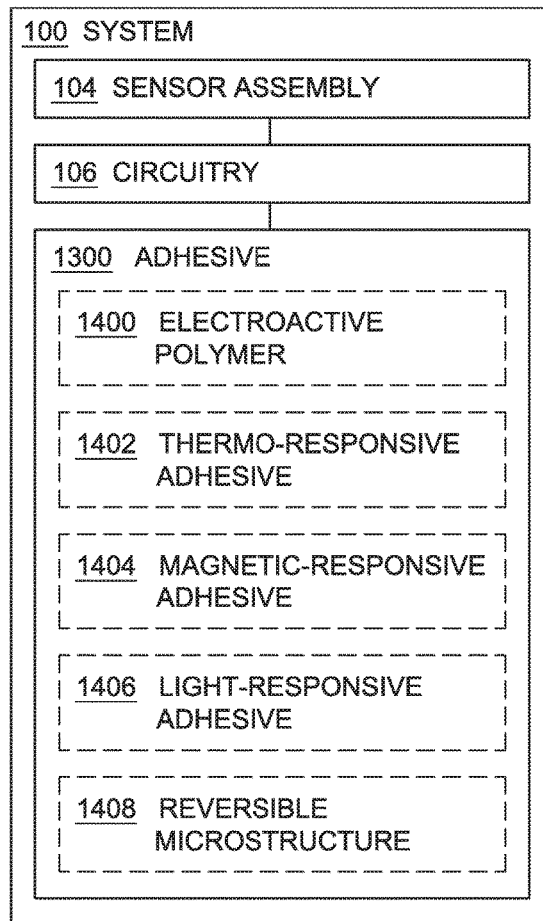 100 SYSTEM
104 SENSOR ASSEMBLY
106 CIRCUITRY
1300 ADHESIVE
1400 ELECTROACTIVE
POLYMER
1402 THERMO-RESPONSIVE
ADHESIVE
1404 MAGNETIC-RESPONSIVE
ADHESIVE
1406 LIGHT-RESPONSIVE
ADHESIVE
1408 REVERSIBLE
MICROSTRUCTURE